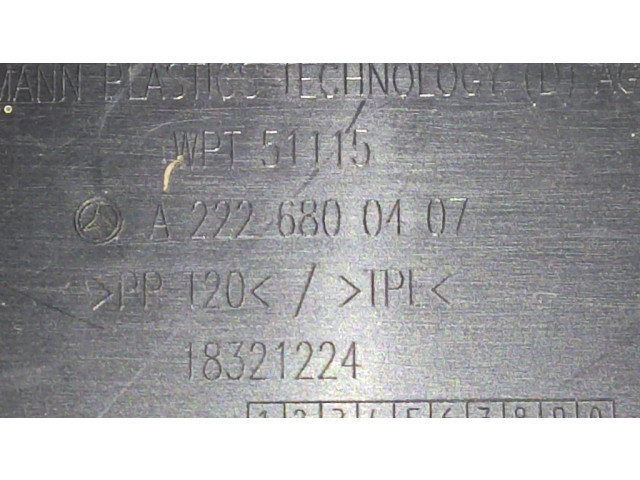 MANN PLASTICS TECHNOLOGY (D) AG
WPT 51115
A 222 680 04 07
>PP-T20< / >TPE<
18321224
1 2 3 4 5 6 7 8 9 0